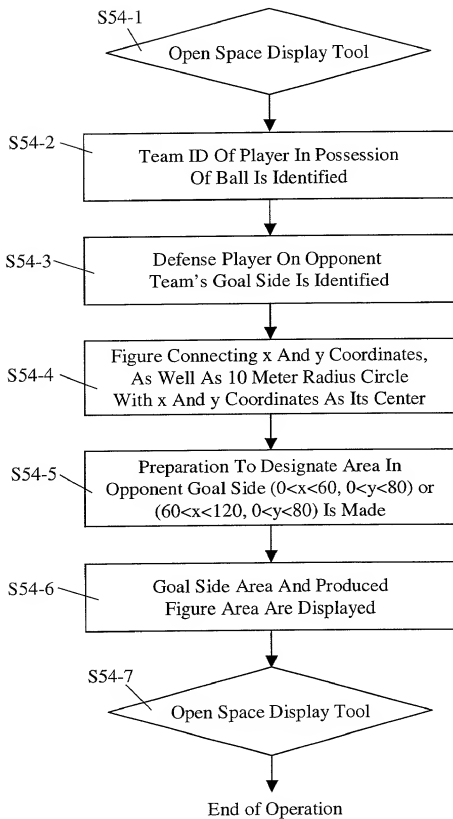 S54-1
Open Space Display Tool
S54-2
Team ID Of Player In Possession
Of Ball Is Identified
S54-3
Defense Player On Opponent
Team's Goal Side Is Identified
S54-4
Figure Connecting x And y Coordinates,
As Well As 10 Meter Radius Circle
With x And y Coordinates As Its Center
S54-5
Preparation To Designate Area In
Opponent Goal Side (0<x<60, 0<y<80) or
(60<x<120, 0<y<80) Is Made
S54-6
Goal Side Area And Produced
Figure Area Are Displayed
S54-7
Open Space Display Tool
End of Operation